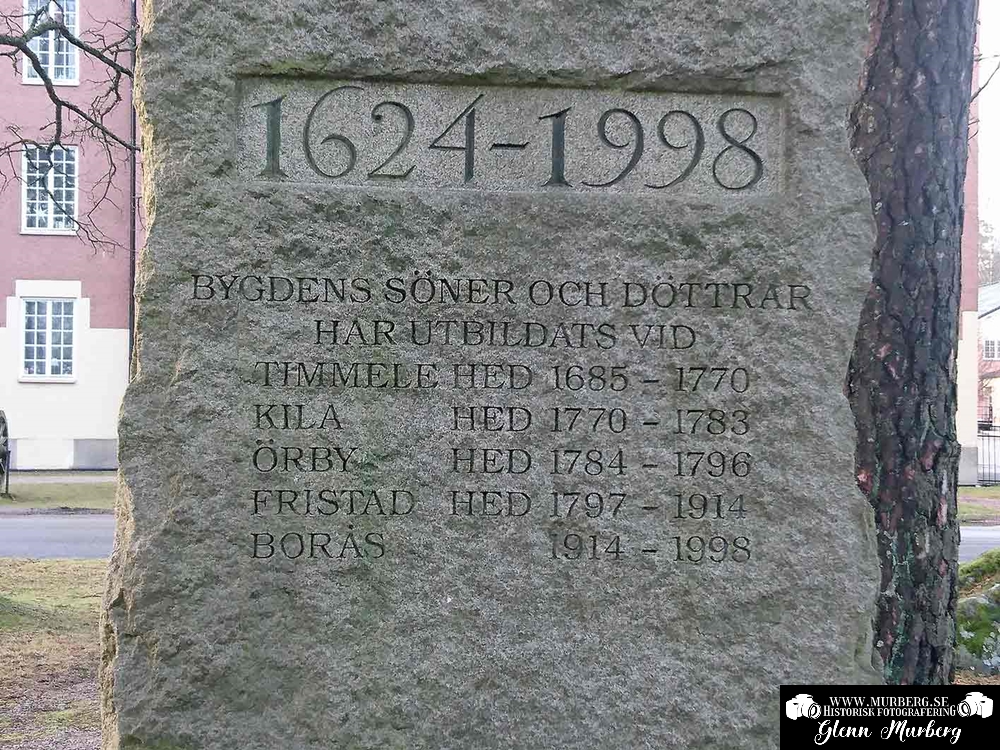 1624-1998
BYGDENS SÖNER OCH DÖTTRAR
HAR UTBILDATS VID
TIMMELE HED 1685 - 1770
KILA HED 1770 - 1783
ÖRBY HED 1784 - 1796
FRISTAD HED 1797 - 1914
BORÅS 1914 - 1998
WWW.MURBERG.SE
HISTORISK FOTOGRAFERING
Glenn Murberg